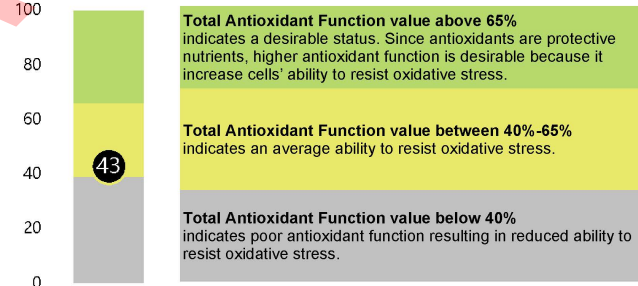 100
80
60
40
20
0
43
Total Antioxidant Function value above 65%
indicates a desirable status. Since antioxidants are protective
nutrients, higher antioxidant function is desirable because it
increase cells' ability to resist oxidative stress.
Total Antioxidant Function value between 40%-65%
indicates an average ability to resist oxidative stress.
Total Antioxidant Function value below 40%
indicates poor antioxidant function resulting in reduced ability to
resist oxidative stress.